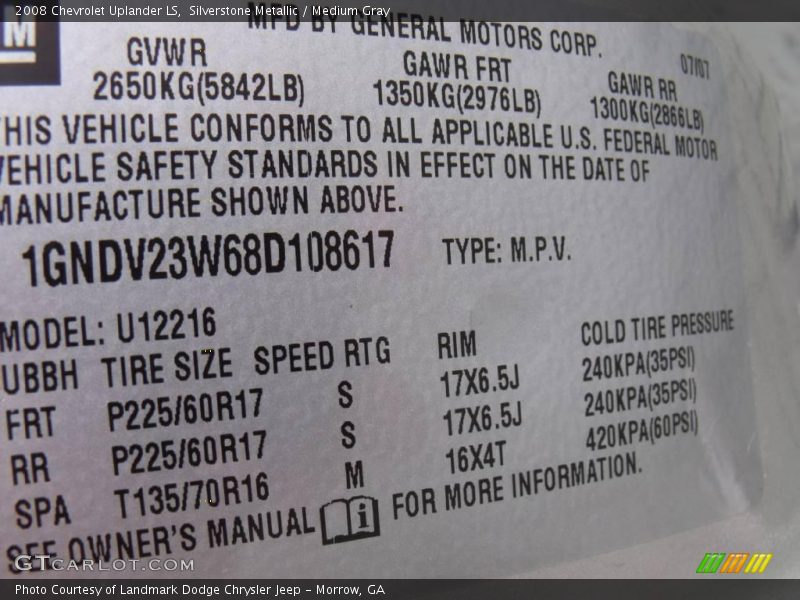 2008 Chevrolet Uplander LS, Silverstone Metallic / Medium Gray
MFD BY GENERAL MOTORS CORP.
GM
07/07
GVWR GAWR FRT GAWR RR
2650KG(5842LB) 1350KG(2976LB) 1300KG(2866LB)
THIS VEHICLE CONFORMS TO ALL APPLICABLE U.S. FEDERAL MOTOR
VEHICLE SAFETY STANDARDS IN EFFECT ON THE DATE OF
MANUFACTURE SHOWN ABOVE.
1GNDV23W68D108617 TYPE: M.P.V.
MODEL: U12216
UBBH TIRE SIZE SPEED RTG RIM COLD TIRE PRESSURE
FRT P225/60R17 S 17X6.5J 240KPA(35PSI)
RR P225/60R17 S 17X6.5J 240KPA(35PSI)
SPA T135/70R16 M 16X4T 420KPA(60PSI)
SEE OWNER'S MANUAL i FOR MORE INFORMATION.
GTCARLOT.COM
Photo Courtesy of Landmark Dodge Chrysler Jeep – Morrow, GA